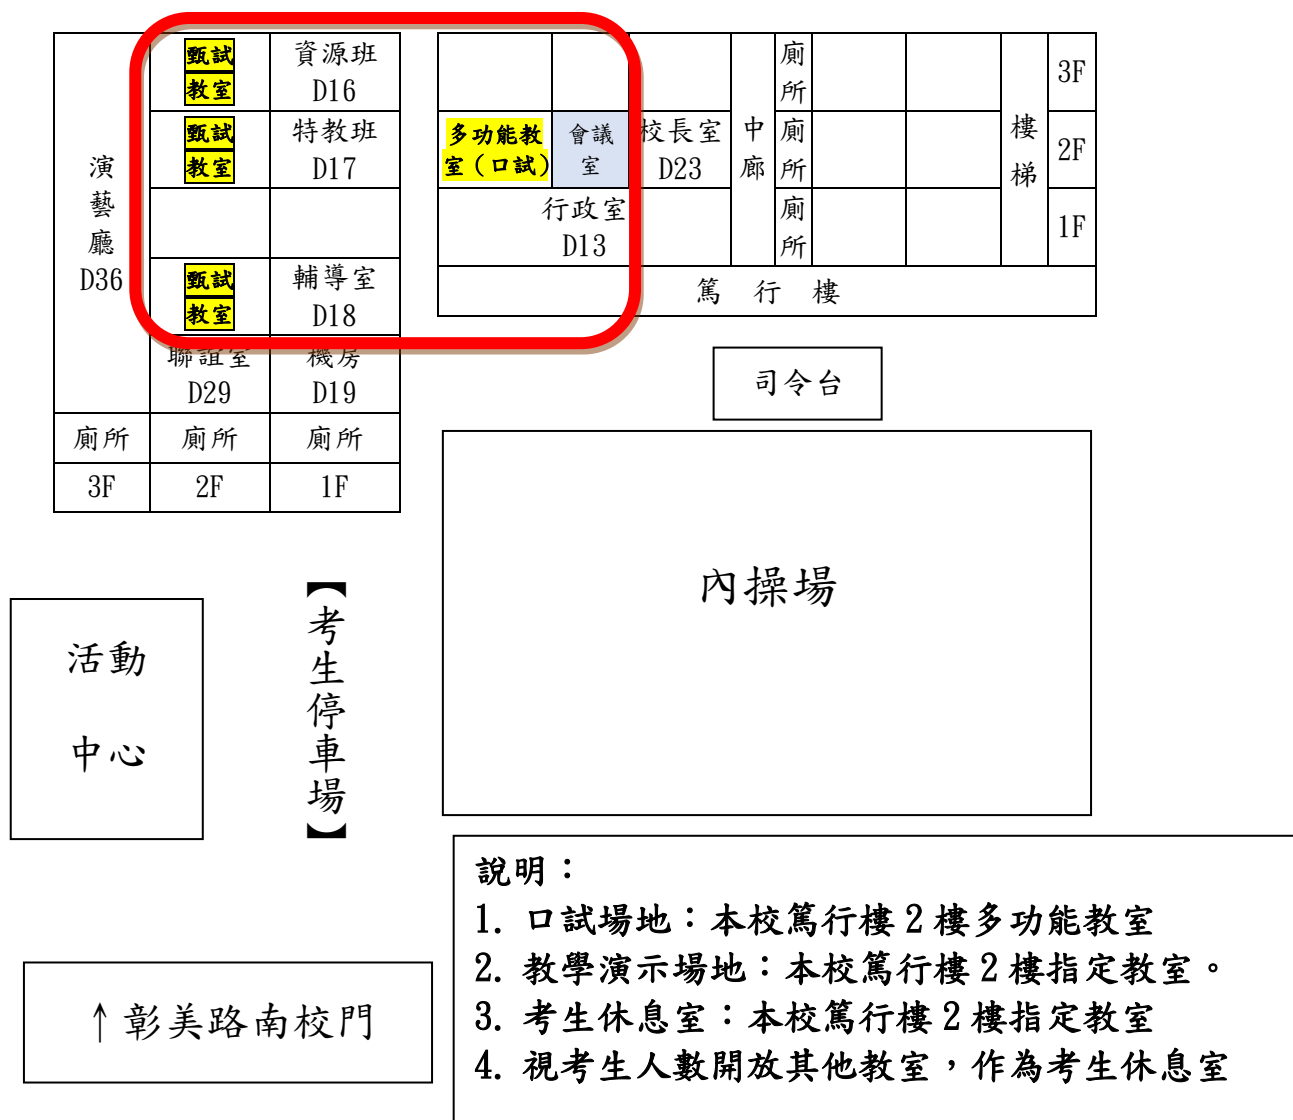 甄試
教室
資源班
D16
甄試
教室
特教班
D17
演
藝
廳
D36
甄試
教室
輔導室
D18
聯誼室
D29
機房
D19
廁所
廁所
廁所
3F
2F
1F
廁
所
3F
多功能教
室（口試）
會議
室
校長室
D23
中
廊
廁
所
樓
梯
2F
行政室
D13
廁
所
1F
篤 行 樓
司令台
內操場
活動
中心
【考生停車場】
↑彰美路南校門
說明：
1. 口試場地：本校篤行樓 2 樓多功能教室
2. 教學演示場地：本校篤行樓 2 樓指定教室。
3. 考生休息室：本校篤行樓 2 樓指定教室
4. 視考生人數開放其他教室，作為考生休息室